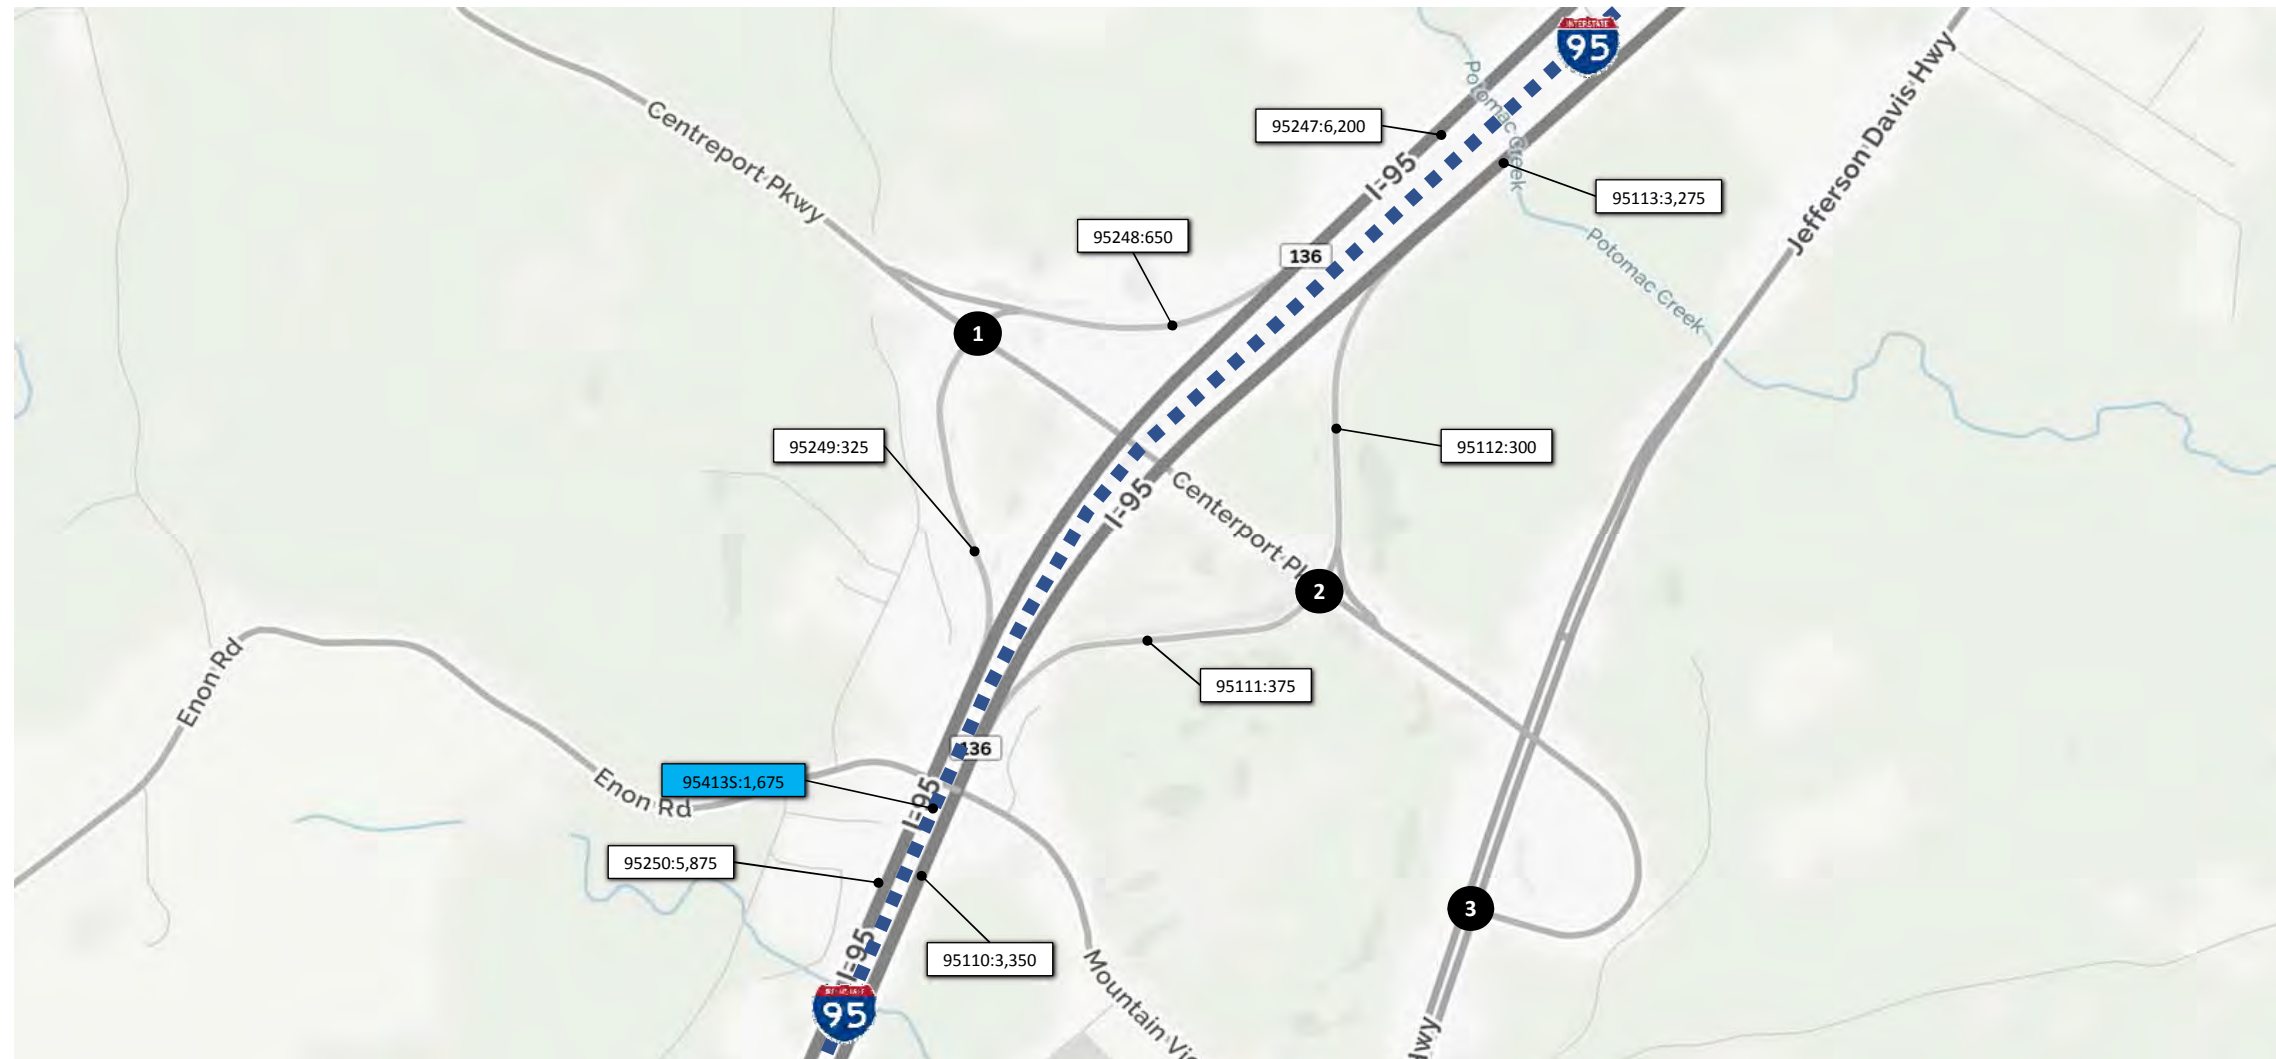 INTERSTATE
95
Potomac Creek
95247:6,200
I-95
95113:3,275
Jefferson Davis Hwy
Centreport Pkwy
95248:650
136
Potomac Creek
1
95249:325
95112:300
I-95
Centerport
2
95111:375
Enon Rd
136
95413S:1,675
Enon Rd
I-95
95250:5,875
3
95110:3,350
I-95
Mountain
95
Hwy